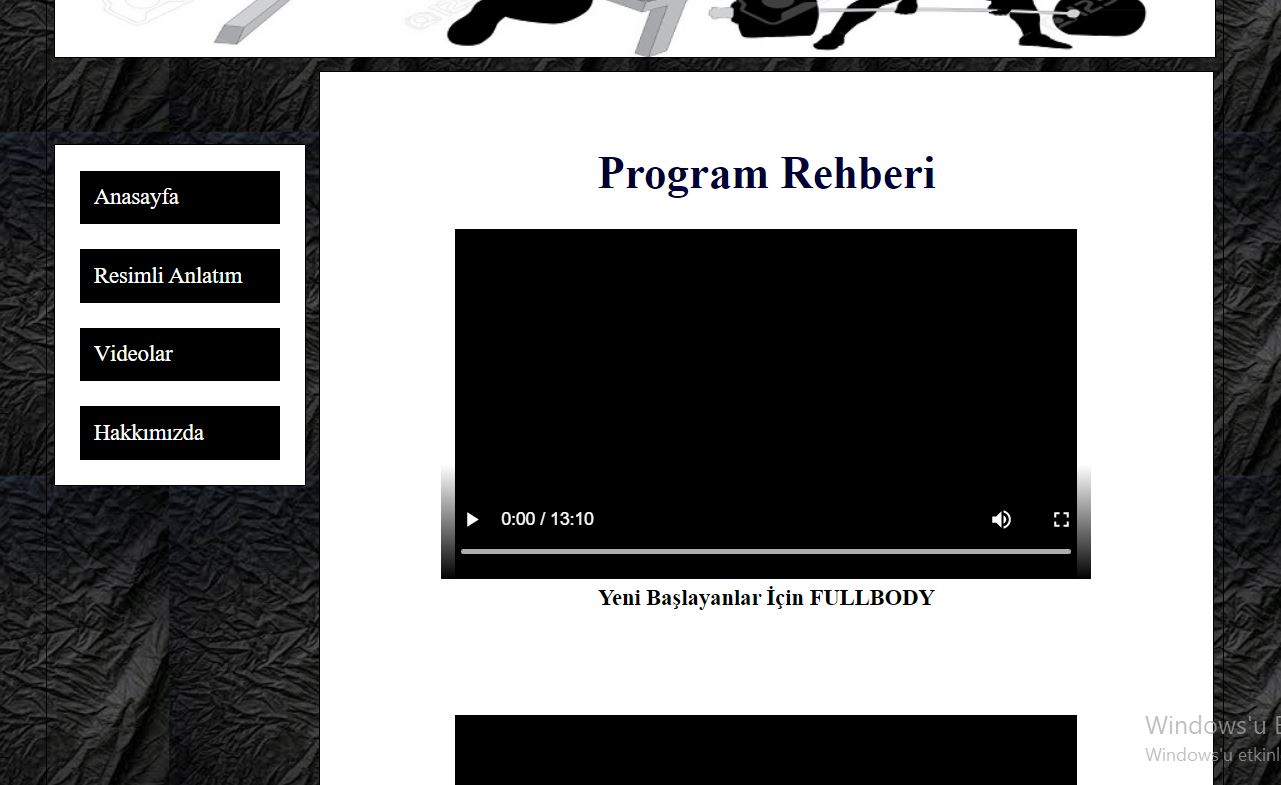 Program Rehberi
Anasayfa
Resimli Anlatım
Videolar
Hakkımızda
0:00 / 13:10
Yeni Başlayanlar İçin FULLBODY
Windows'u
Windows'u